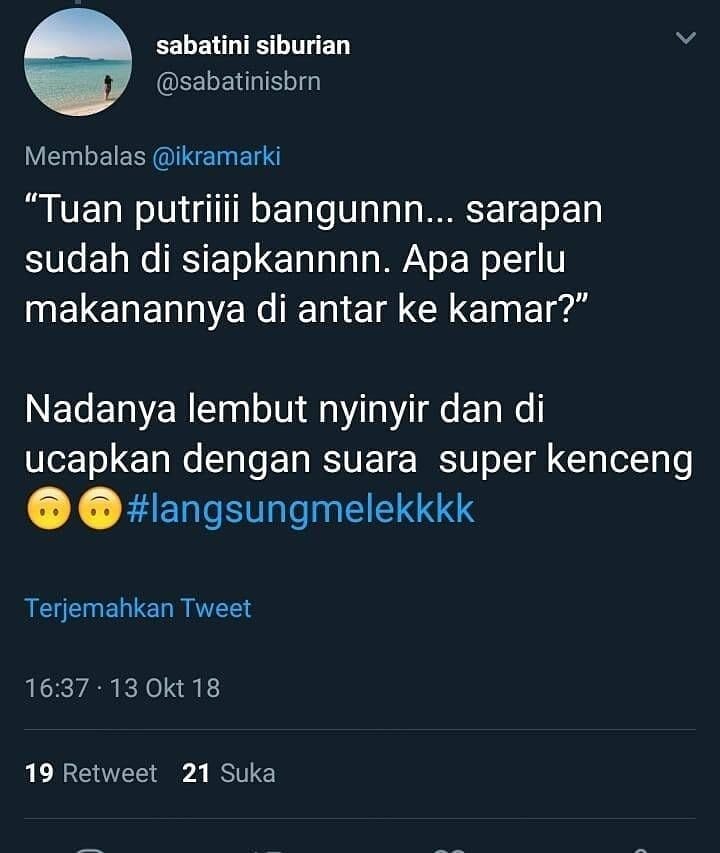 sabatini siburian
@sabatinisbrn
Membalas @ikramarki
“Tuan putriiii bangunnn... sarapan
sudah di siapkannnn. Apa perlu
makanannya di antar ke kamar?”
Nadanya lembut nyinyir dan di
ucapkan dengan suara  super kenceng
🙃🙃#langsungmelekkkk
Terjemahkan Tweet
16:37 · 13 Okt 18
19 Retweet 21 Suka